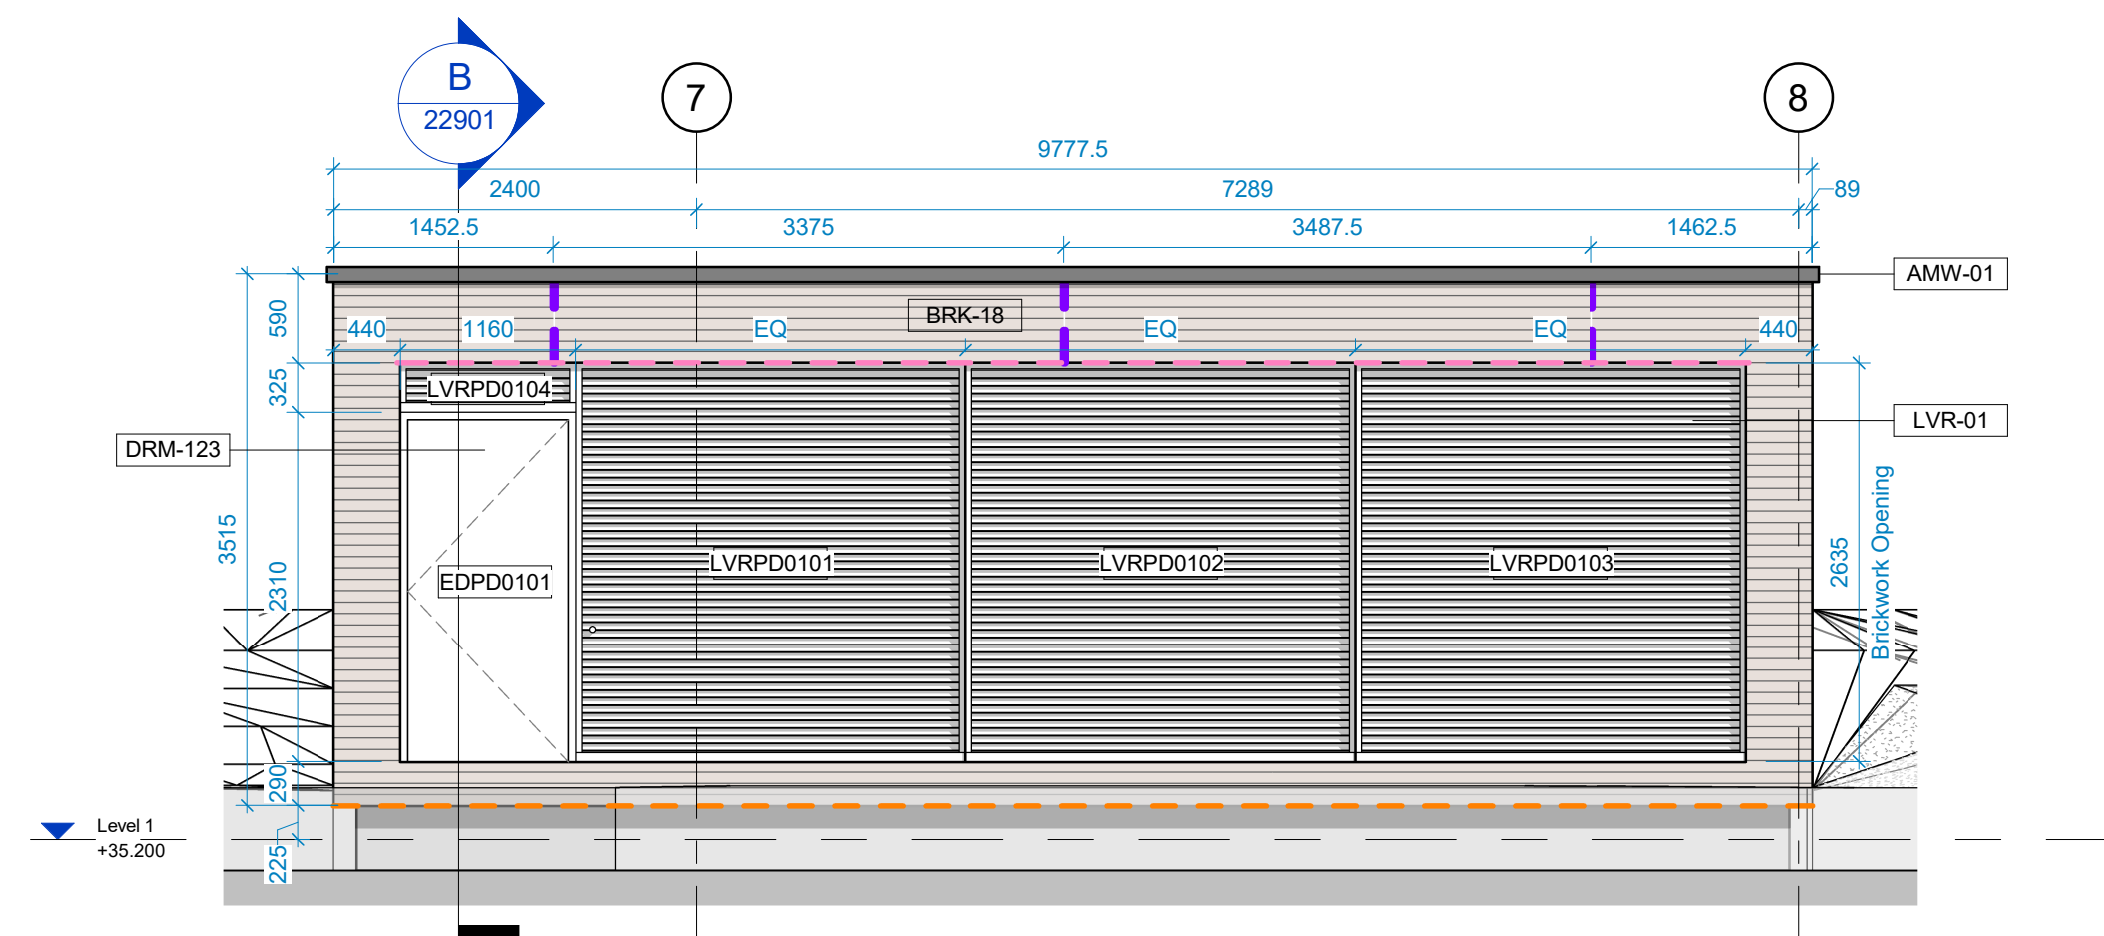 B
22901
7
8
9777.5
2400
7289
89
1452.5
3375
3487.5
1462.5
AMW-01
590
BRK-18
440
1160
EQ
EQ
EQ
440
325
LVRPD0104
LVR-01
DRM-123
3515
2310
EDPD0101
LVRPD0101
LVRPD0102
LVRPD0103
2635
Brickwork Opening
290
225
Level 1
+35.200